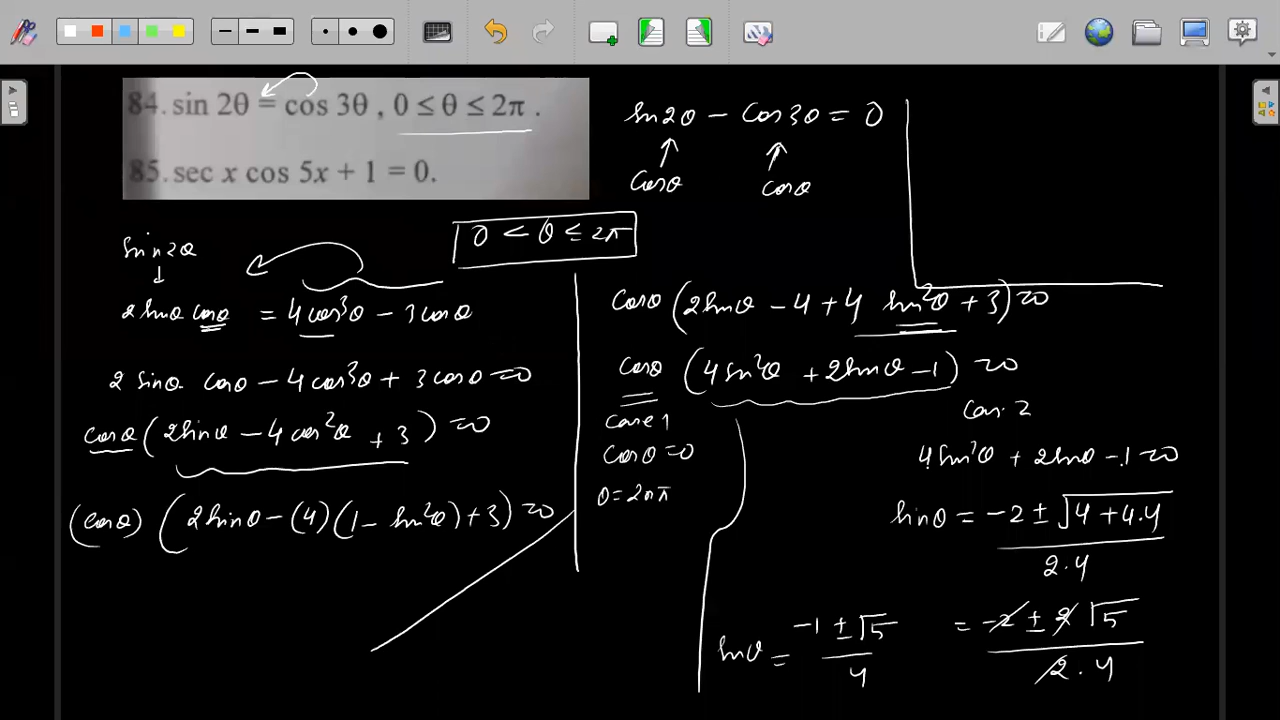 84. sin 2θ = cos 3θ , 0 ≤ θ ≤ 2π .
85. sec x cos 5x + 1 = 0.
sin2θ − cos3θ = 0
cosθ cosθ
0 < θ ≤ 2π
sin2θ
2sinθ cosθ = 4cos³θ − 3cosθ
2 sinθ cosθ − 4cos³θ + 3cosθ = 0
cosθ (2sinθ − 4cos²θ + 3) = 0
(cosθ) (2sinθ − (4)(1 − sin²θ) + 3) = 0
cosθ (2sinθ − 4 + 4 sin²θ + 3) = 0
cosθ (4sin²θ + 2sinθ − 1) = 0
case 1
cosθ = 0
θ = 2nπ
cas. 2
4sin²θ + 2sinθ − 1 = 0
sinθ = −2 ± √4 + 4.4
2.4
= −2 ± 2 √5
2 . 4
sinθ = −1 ± √5
4